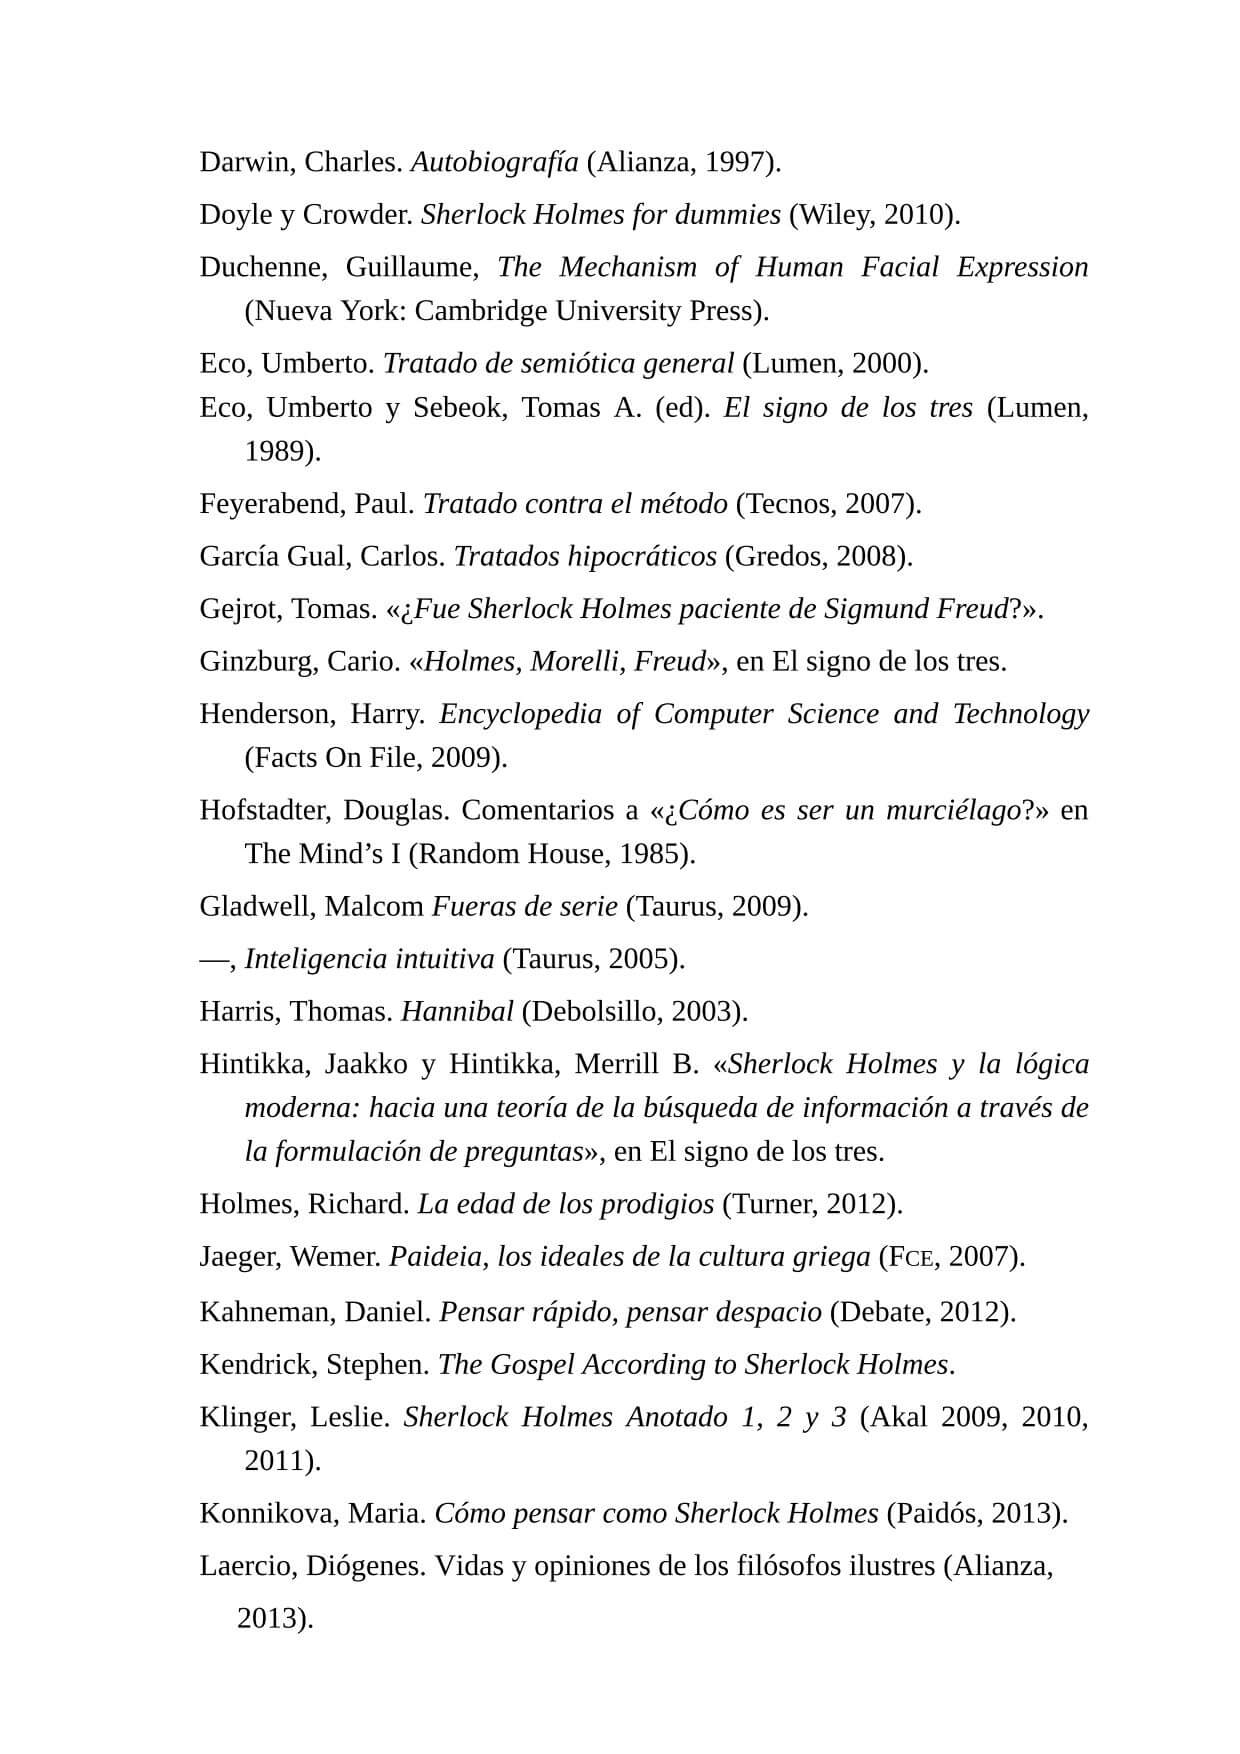 Darwin, Charles. Autobiografía (Alianza, 1997).
Doyle y Crowder. Sherlock Holmes for dummies (Wiley, 2010).
Duchenne, Guillaume, The Mechanism of Human Facial Expression
(Nueva York: Cambridge University Press).
Eco, Umberto. Tratado de semiótica general (Lumen, 2000).
Eco, Umberto y Sebeok, Tomas A. (ed). El signo de los tres (Lumen,
1989).
Feyerabend, Paul. Tratado contra el método (Tecnos, 2007).
García Gual, Carlos. Tratados hipocráticos (Gredos, 2008).
Gejrot, Tomas. «¿Fue Sherlock Holmes paciente de Sigmund Freud?».
Ginzburg, Cario. «Holmes, Morelli, Freud», en El signo de los tres.
Henderson, Harry. Encyclopedia of Computer Science and Technology
(Facts On File, 2009).
Hofstadter, Douglas. Comentarios a «¿Cómo es ser un murciélago?» en
The Mind’s I (Random House, 1985).
Gladwell, Malcom Fueras de serie (Taurus, 2009).
—, Inteligencia intuitiva (Taurus, 2005).
Harris, Thomas. Hannibal (Debolsillo, 2003).
Hintikka, Jaakko y Hintikka, Merrill B. «Sherlock Holmes y la lógica
moderna: hacia una teoría de la búsqueda de información a través de
la formulación de preguntas», en El signo de los tres.
Holmes, Richard. La edad de los prodigios (Turner, 2012).
Jaeger, Wemer. Paideia, los ideales de la cultura griega (FCE, 2007).
Kahneman, Daniel. Pensar rápido, pensar despacio (Debate, 2012).
Kendrick, Stephen. The Gospel According to Sherlock Holmes.
Klinger, Leslie. Sherlock Holmes Anotado 1, 2 y 3 (Akal 2009, 2010,
2011).
Konnikova, Maria. Cómo pensar como Sherlock Holmes (Paidós, 2013).
Laercio, Diógenes. Vidas y opiniones de los filósofos ilustres (Alianza,
2013).